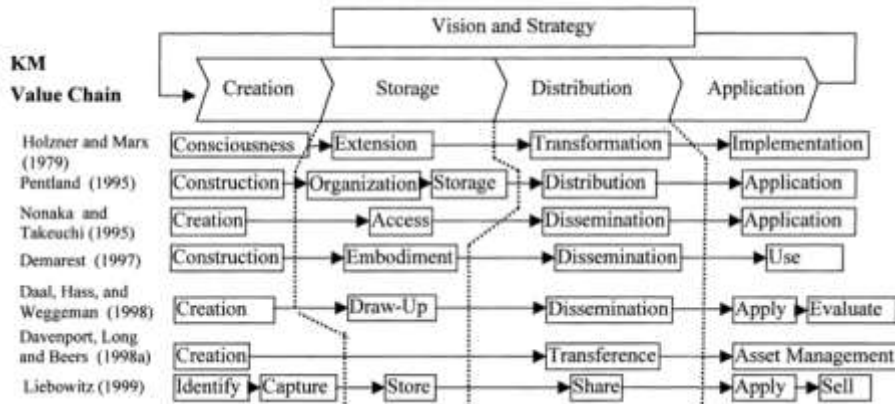 Vision and Strategy
KM
Value Chain
Creation Storage Distribution Application
Holzner and Marx
(1979)
Consciousness Extension Transformation Implementation
Pentland (1995) Construction Organization Storage Distribution Application
Nonaka and
Takeuchi (1995)
Creation Access Dissemination Application
Demarest (1997) Construction Embodiment Dissemination Use
Daal, Hass, and
Weggeman (1998)
Creation Draw-Up Dissemination Apply Evaluate
Davenport, Long
and Beers (1998a)
Creation Transference Asset Management
Liebowitz (1999) Identify Capture Store Share Apply Sell